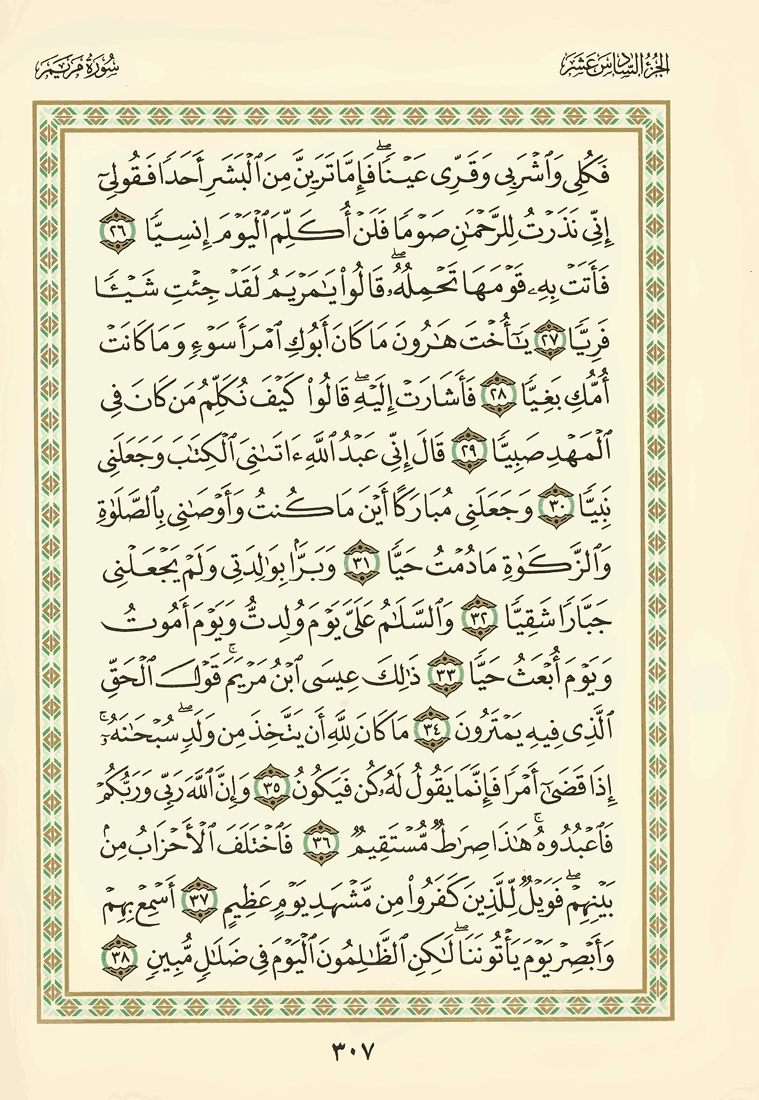 الجزء السادس عشر
سورة مريم
فَكُلِى وَٱشْرَبِى وَقَرِّى عَيْنًاۖ فَإِمَّا تَرَيِنَّ مِنَ ٱلْبَشَرِ أَحَدًا فَقُولِىٓ
إِنِّى نَذَرْتُ لِلرَّحْمَٰنِ صَوْمًا فَلَنْ أُكَلِّمَ ٱلْيَوْمَ إِنسِيًّا ٢٦
فَأَتَتْ بِهِۦ قَوْمَهَا تَحْمِلُهُۥۖ قَالُوا۟ يَٰمَرْيَمُ لَقَدْ جِئْتِ شَيْـًٔا
فَرِيًّا ٢٧ يَٰٓأُخْتَ هَٰرُونَ مَا كَانَ أَبُوكِ ٱمْرَأَ سَوْءٍ وَمَا كَانَتْ
أُمُّكِ بَغِيًّا ٢٨ فَأَشَارَتْ إِلَيْهِۖ قَالُوا۟ كَيْفَ نُكَلِّمُ مَن كَانَ فِى
ٱلْمَهْدِ صَبِيًّا ٢٩ قَالَ إِنِّى عَبْدُ ٱللَّهِ ءَاتَىٰنِىَ ٱلْكِتَٰبَ وَجَعَلَنِى
نَبِيًّا ٣٠ وَجَعَلَنِى مُبَارَكًا أَيْنَ مَا كُنتُ وَأَوْصَٰنِى بِٱلصَّلَوٰةِ
وَٱلزَّكَوٰةِ مَا دُمْتُ حَيًّا ٣١ وَبَرًّۢا بِوَٰلِدَتِى وَلَمْ يَجْعَلْنِى
جَبَّارًا شَقِيًّا ٣٢ وَٱلسَّلَٰمُ عَلَىَّ يَوْمَ وُلِدتُّ وَيَوْمَ أَمُوتُ
وَيَوْمَ أُبْعَثُ حَيًّا ٣٣ ذَٰلِكَ عِيسَى ٱبْنُ مَرْيَمَۚ قَوْلَ ٱلْحَقِّ
ٱلَّذِى فِيهِ يَمْتَرُونَ ٣٤ مَا كَانَ لِلَّهِ أَن يَتَّخِذَ مِن وَلَدٍۖ سُبْحَٰنَهُۥٓۚ
إِذَا قَضَىٰٓ أَمْرًا فَإِنَّمَا يَقُولُ لَهُۥ كُن فَيَكُونُ ٣٥ وَإِنَّ ٱللَّهَ رَبِّى وَرَبُّكُمْ
فَٱعْبُدُوهُۚ هَٰذَا صِرَٰطٌ مُّسْتَقِيمٌ ٣٦ فَٱخْتَلَفَ ٱلْأَحْزَابُ مِنۢ
بَيْنِهِمْۖ فَوَيْلٌ لِّلَّذِينَ كَفَرُوا۟ مِن مَّشْهَدِ يَوْمٍ عَظِيمٍ ٣٧ أَسْمِعْ بِهِمْ
وَأَبْصِرْ يَوْمَ يَأْتُونَنَاۖ لَٰكِنِ ٱلظَّٰلِمُونَ ٱلْيَوْمَ فِى ضَلَٰلٍ مُّبِينٍ ٣٨
٣٠٧